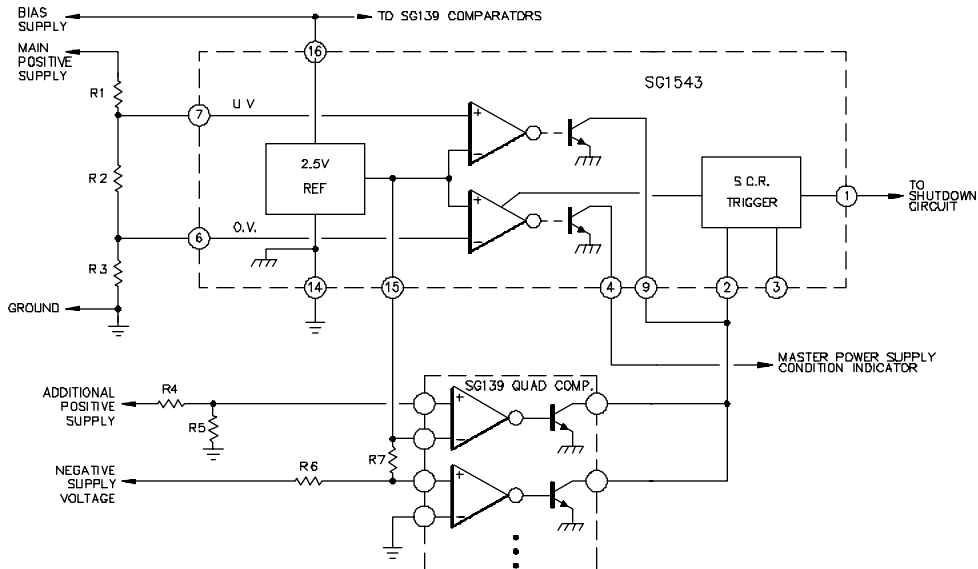 BIAS
SUPPLY
TO SG139 COMPARATORS
MAIN
POSITIVE
SUPPLY
16
SG1543
R1
7
U V
+
−
2.5V
REF
R2
S.C.R.
TRIGGER
1
TO
SHUTDOWN
CIRCUIT
6
O.V.
+
−
R3
14
15
4
9
2
3
GROUND
MASTER POWER SUPPLY
CONDITION INDICATOR
SG139 QUAD COMP.
ADDITIONAL
POSITIVE
SUPPLY
R4
R5
+
−
R7
NEGATIVE
SUPPLY
VOLTAGE
R6
+
−